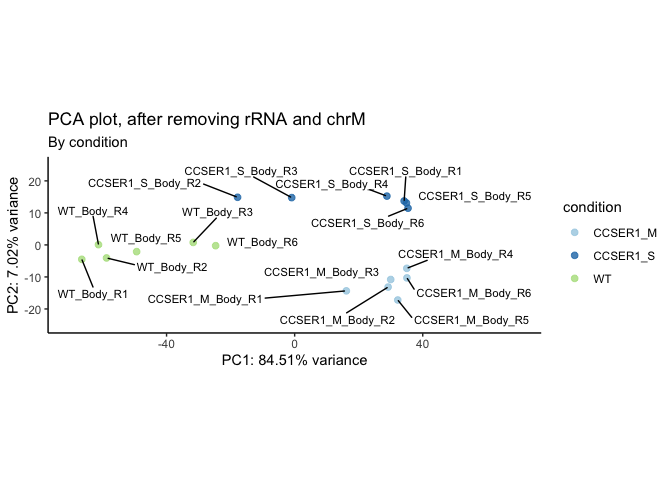 PCA plot, after removing rRNA and chrM
By condition
PC2: 7.02% variance
20
10
0
-10
-20
CCSER1_S_Body_R3
CCSER1_S_Body_R1
CCSER1_S_Body_R2
CCSER1_S_Body_R4
CCSER1_S_Body_R5
WT_Body_R4
WT_Body_R3
CCSER1_S_Body_R6
WT_Body_R5
WT_Body_R6
CCSER1_M_Body_R4
WT_Body_R2
CCSER1_M_Body_R3
WT_Body_R1
CCSER1_M_Body_R1
CCSER1_M_Body_R6
CCSER1_M_Body_R2
CCSER1_M_Body_R5
-40
0
40
PC1: 84.51% variance
condition
CCSER1_M
CCSER1_S
WT